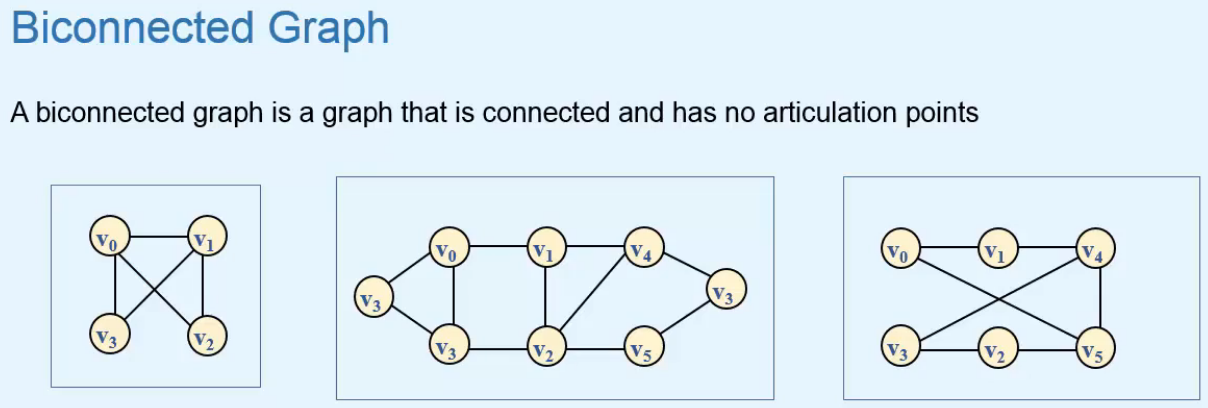 Biconnected Graph
A biconnected graph is a graph that is connected and has no articulation points
v0 v1
v3 v2
v0 v1 v4
v3 v3
v3 v2 v5
v0 v1 v4
v3 v2 v5